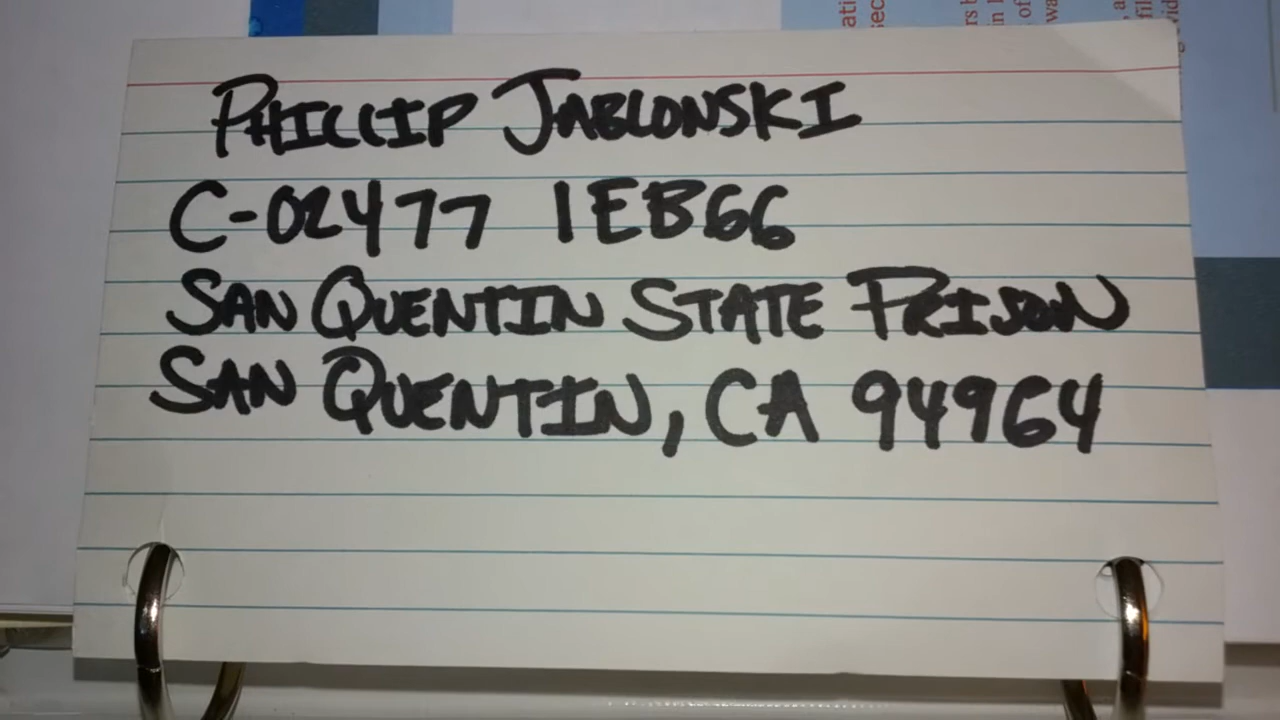 PHILLIP JABLONSKI
C-02477 1EB66
SAN QUENTIN STATE PRISON
SAN QUENTIN, CA 94964